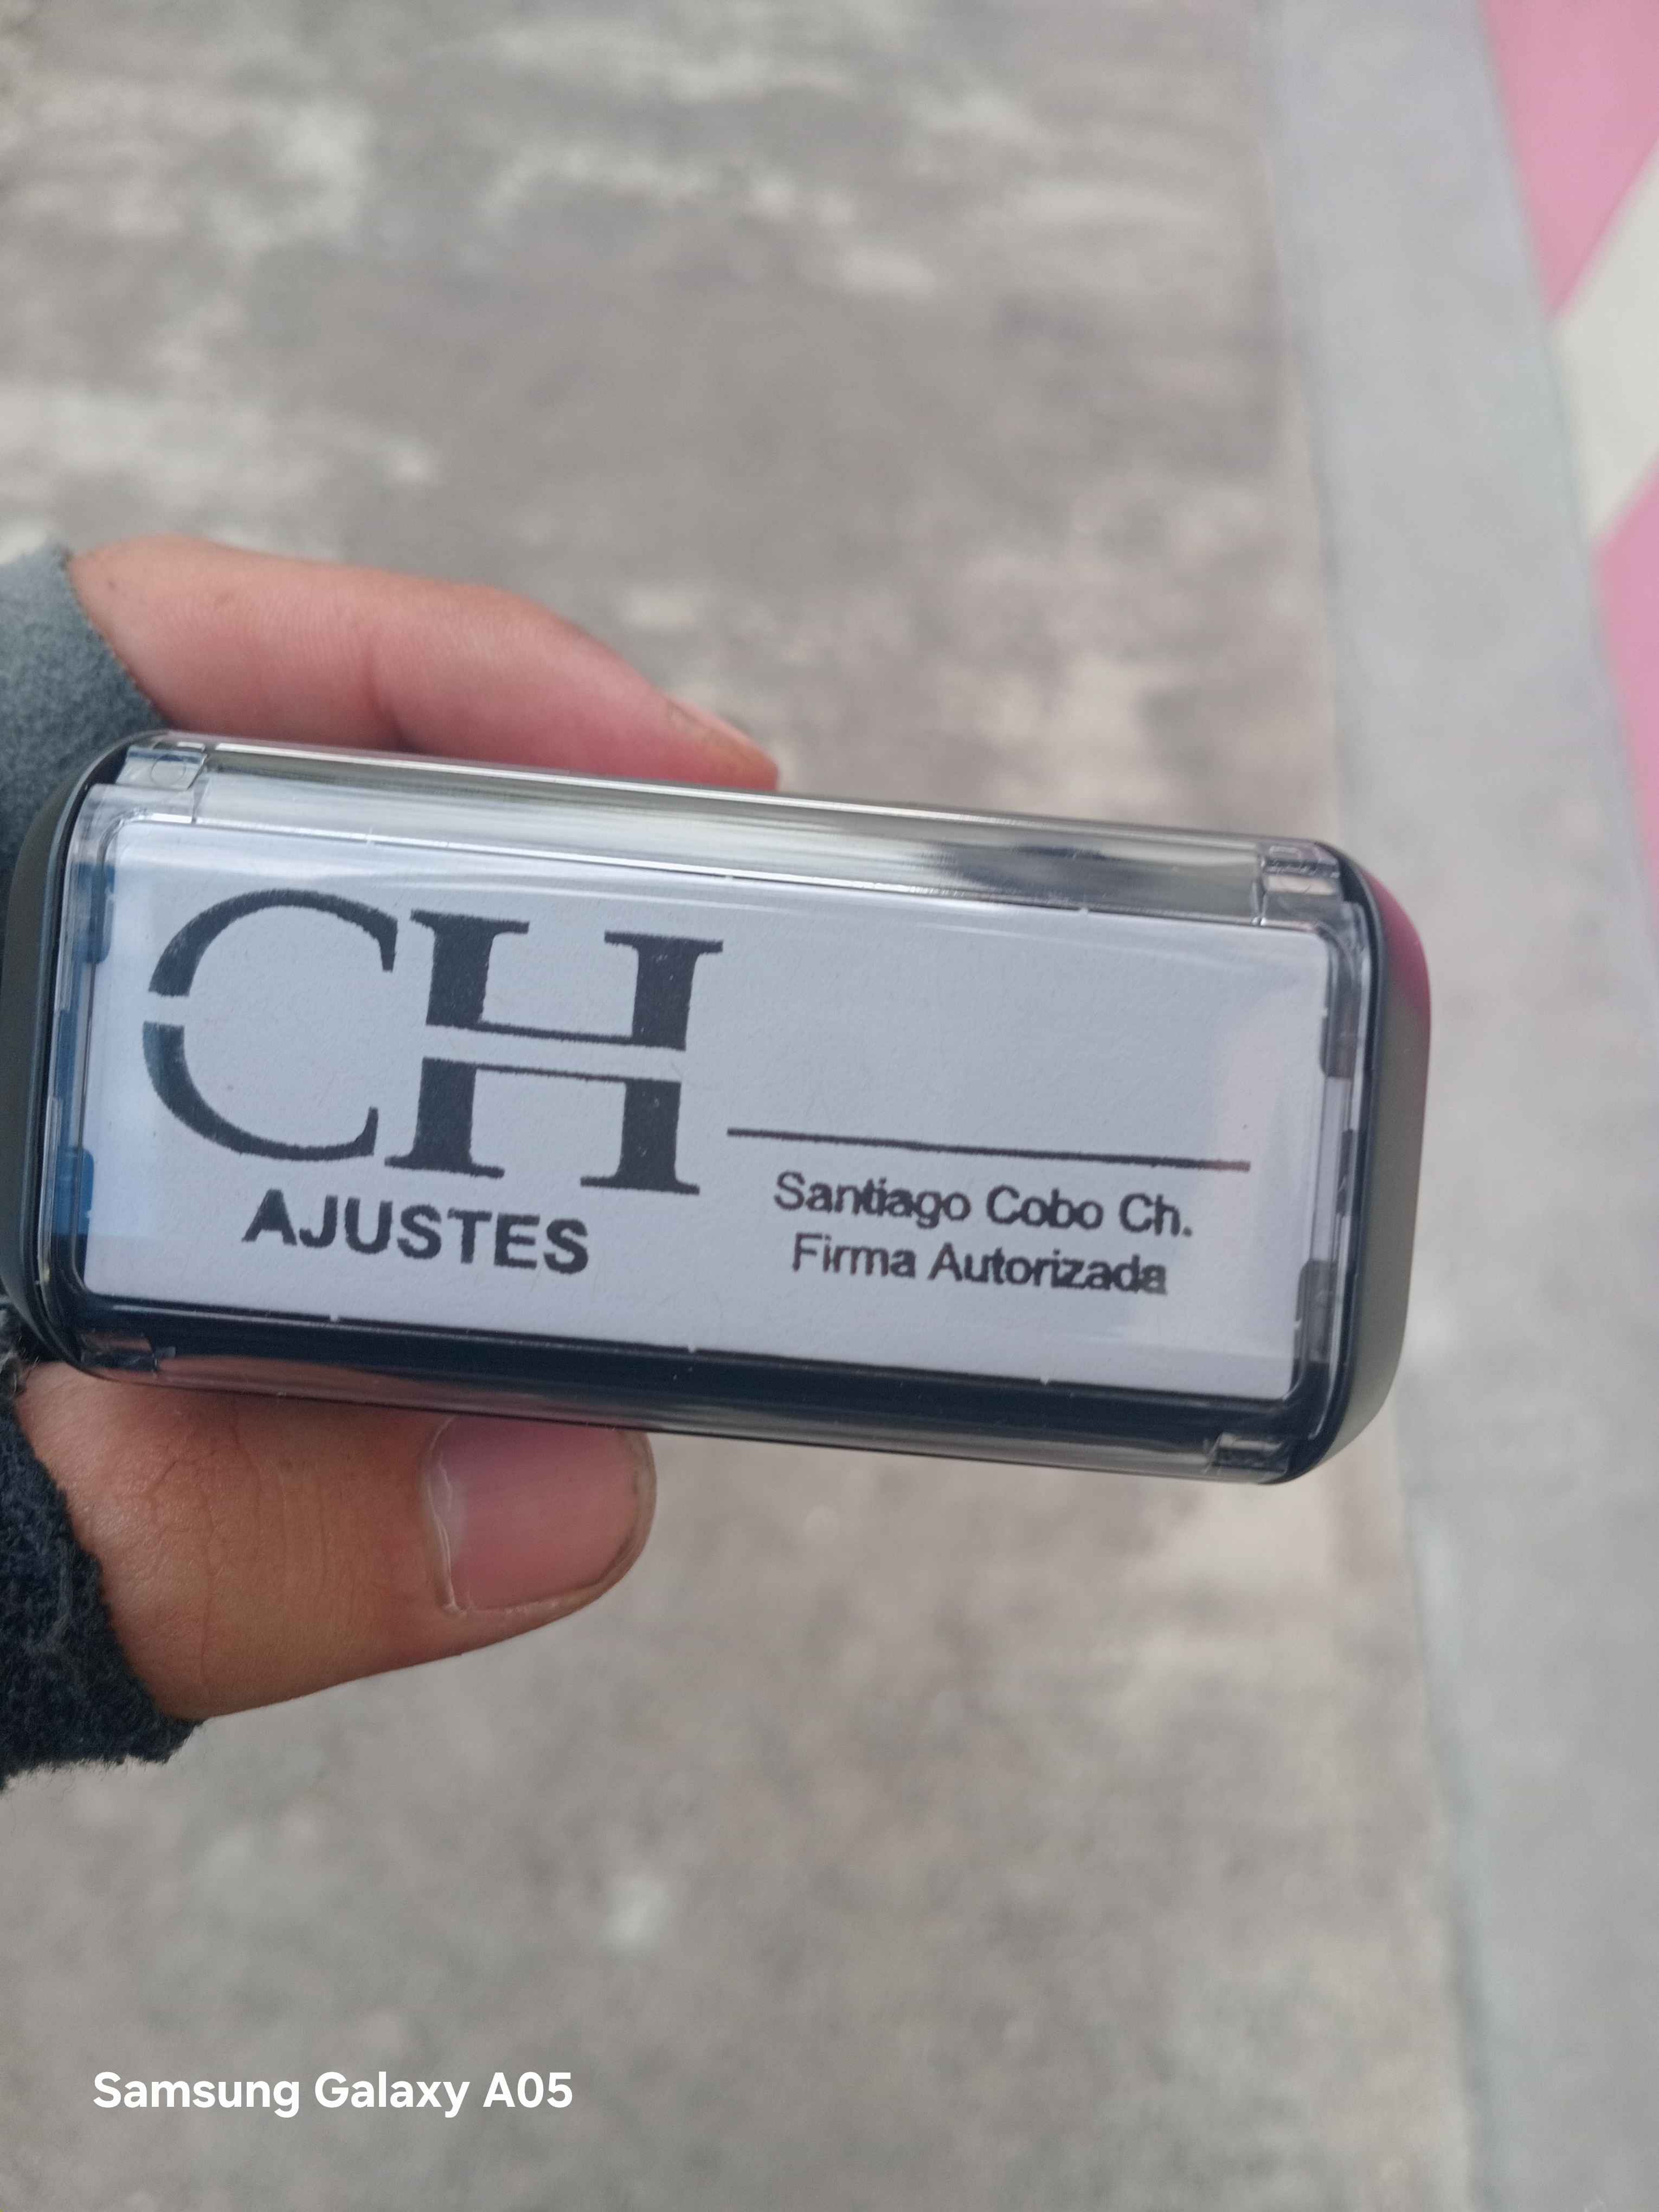 CH
AJUSTES
Santiago Cobo Ch.
Firma Autorizada
Samsung Galaxy A05